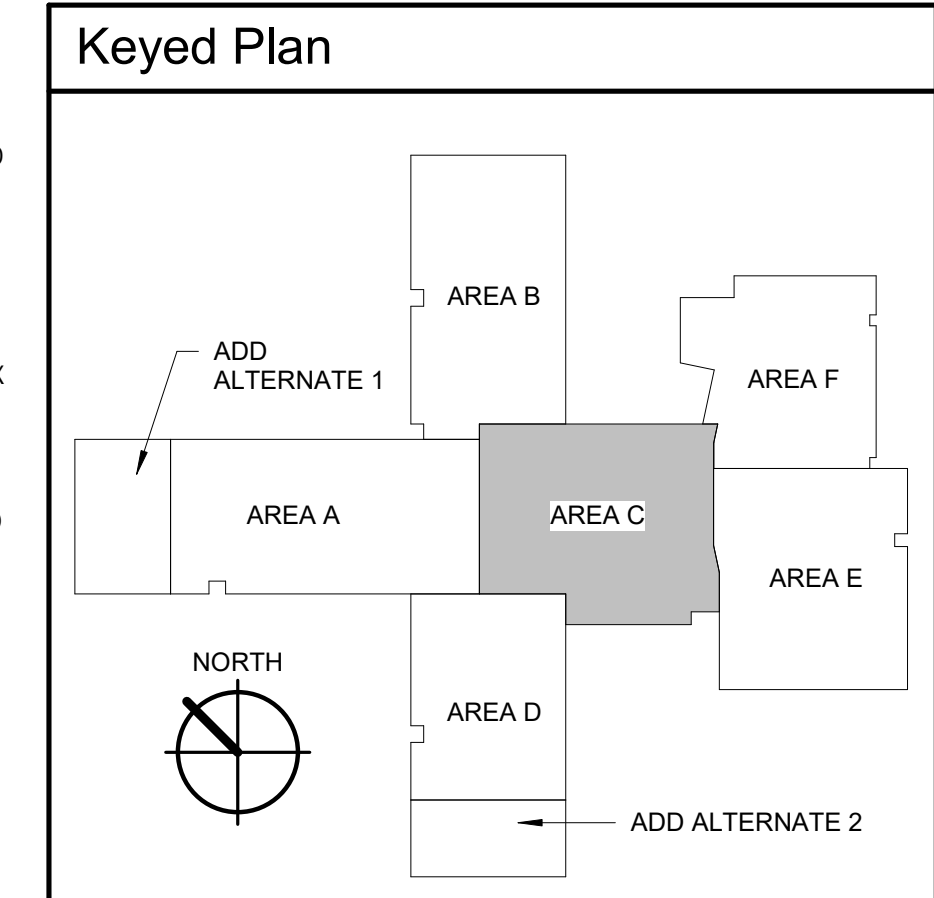 Keyed Plan
AREA B
ADD
ALTERNATE 1
AREA F
AREA A
AREA C
AREA E
NORTH
AREA D
ADD ALTERNATE 2